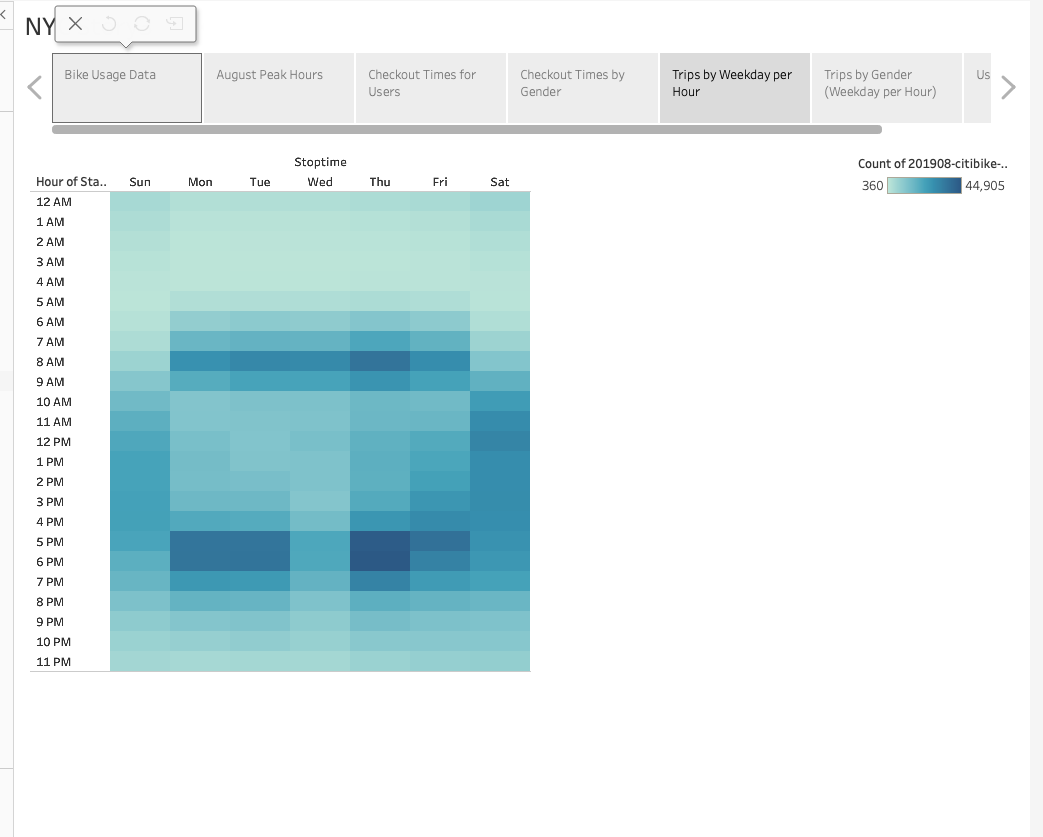 NY
Bike Usage Data
August Peak Hours
Checkout Times for
Users
Checkout Times by
Gender
Trips by Weekday per
Hour
Trips by Gender
(Weekday per Hour)
Us
Stoptime
Hour of Sta.. Sun Mon Tue Wed Thu Fri Sat
12 AM
1 AM
2 AM
3 AM
4 AM
5 AM
6 AM
7 AM
8 AM
9 AM
10 AM
11 AM
12 PM
1 PM
2 PM
3 PM
4 PM
5 PM
6 PM
7 PM
8 PM
9 PM
10 PM
11 PM
Count of 201908-citibike-..
360 44,905